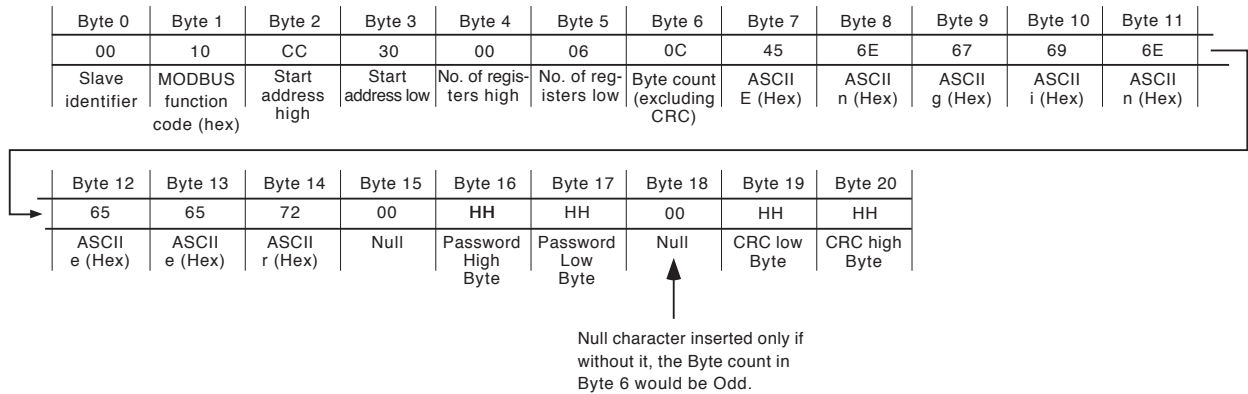 Byte 0 Byte 1 Byte 2 Byte 3 Byte 4 Byte 5 Byte 6 Byte 7 Byte 8 Byte 9 Byte 10 Byte 11
00 10 CC 30 00 06 0C 45 6E 67 69 6E
Slave MODBUS Start Start No. of regis- No. of reg- Byte count ASCII ASCII ASCII ASCII ASCII
identifier function address address low ters high isters low (excluding E (Hex) n (Hex) g (Hex) i (Hex) n (Hex)
code (hex) high CRC)
Byte 12 Byte 13 Byte 14 Byte 15 Byte 16 Byte 17 Byte 18 Byte 19 Byte 20
65 65 72 00 HH HH 00 HH HH
ASCII ASCII ASCII Null Password Password Null CRC low CRC high
e (Hex) e (Hex) r (Hex) High Low Byte Byte
Byte Byte
Null character inserted only if
without it, the Byte count in
Byte 6 would be Odd.